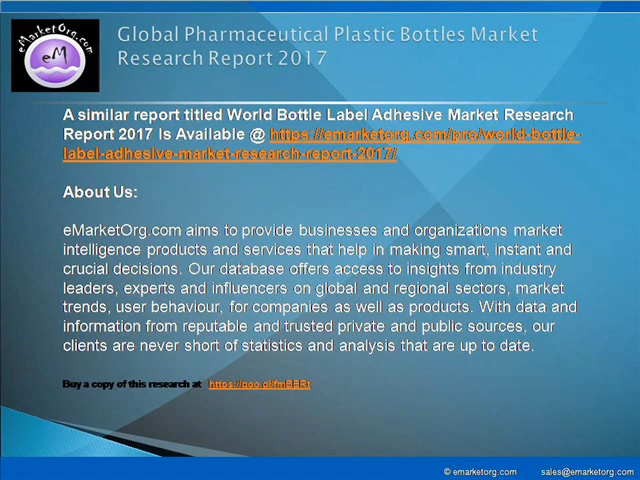 eMarketOrg.com
eM
Global Pharmaceutical Plastic Bottles Market
Research Report 2017
A similar report titled World Bottle Label Adhesive Market Research
Report 2017 Is Available @ https://emarketorg.com/pro/world-bottle-
label-adhesive-market-research-report-2017/
About Us:
eMarketOrg.com aims to provide businesses and organizations market
intelligence products and services that help in making smart, instant and
crucial decisions. Our database offers access to insights from industry
leaders, experts and influencers on global and regional sectors, market
trends, user behaviour, for companies as well as products. With data and
information from reputable and trusted private and public sources, our
clients are never short of statistics and analysis that are up to date.
Buy a copy of this research at
© emarketorg.com sales@emarketorg.com